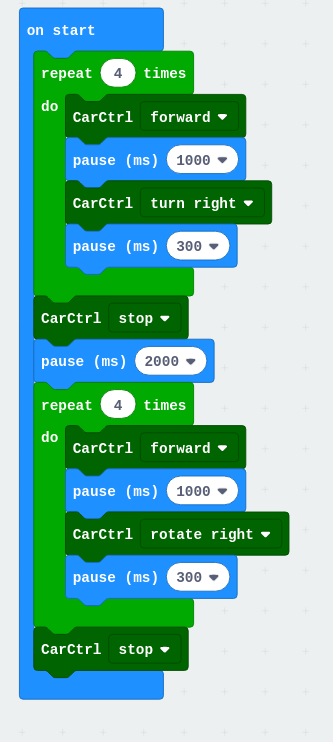 on start
repeat 4 times
do
CarCtrl forward
pause (ms) 1000
CarCtrl turn right
pause (ms) 300
CarCtrl stop
pause (ms) 2000
repeat 4 times
do
CarCtrl forward
pause (ms) 1000
CarCtrl rotate right
pause (ms) 300
CarCtrl stop